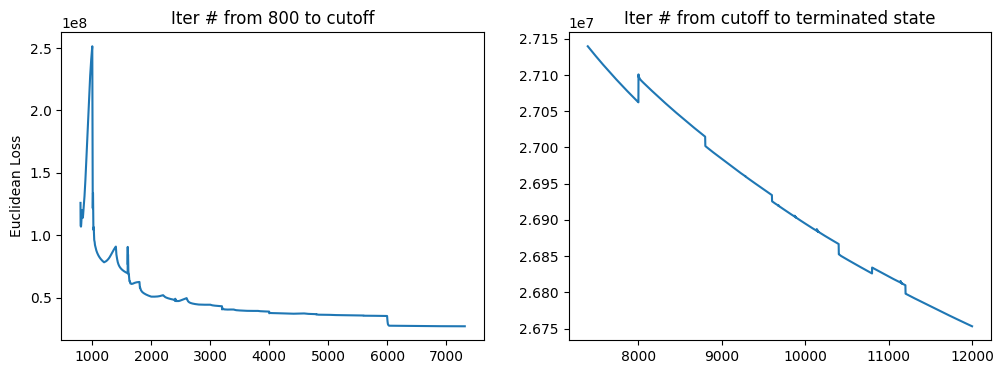 Iter # from 800 to cutoff
1e8
2.5
2.0
1.5
1.0
0.5
Euclidean Loss
1000 2000 3000 4000 5000 6000 7000
Iter # from cutoff to terminated state
1e7
2.715
2.710
2.705
2.700
2.695
2.690
2.685
2.680
2.675
8000 9000 10000 11000 12000